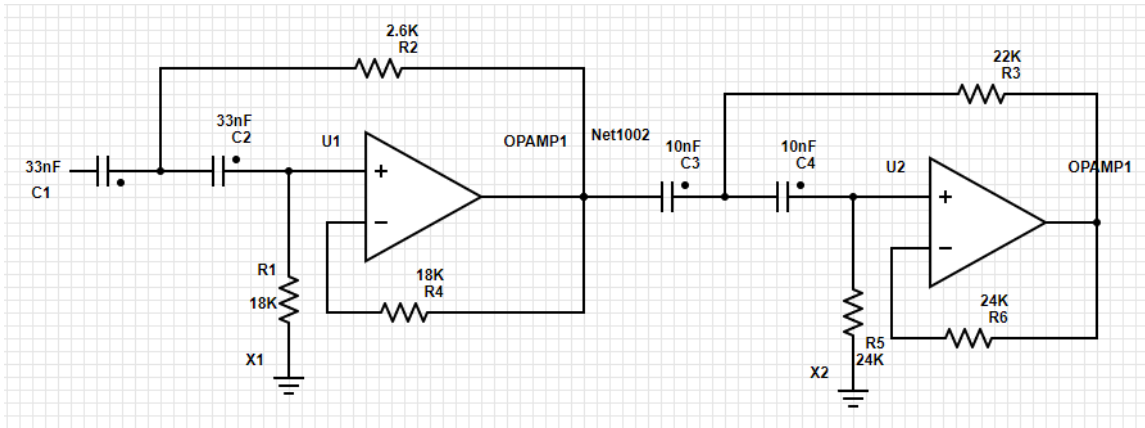 2.6K
R2
22K
R3
33nF
C2
U1
OPAMP1
Net1002
10nF
C3
10nF
C4
U2
OPAMP1
33nF
C1
+
−
+
−
R1
18K
18K
R4
24K
R6
R5
24K
X1
X2